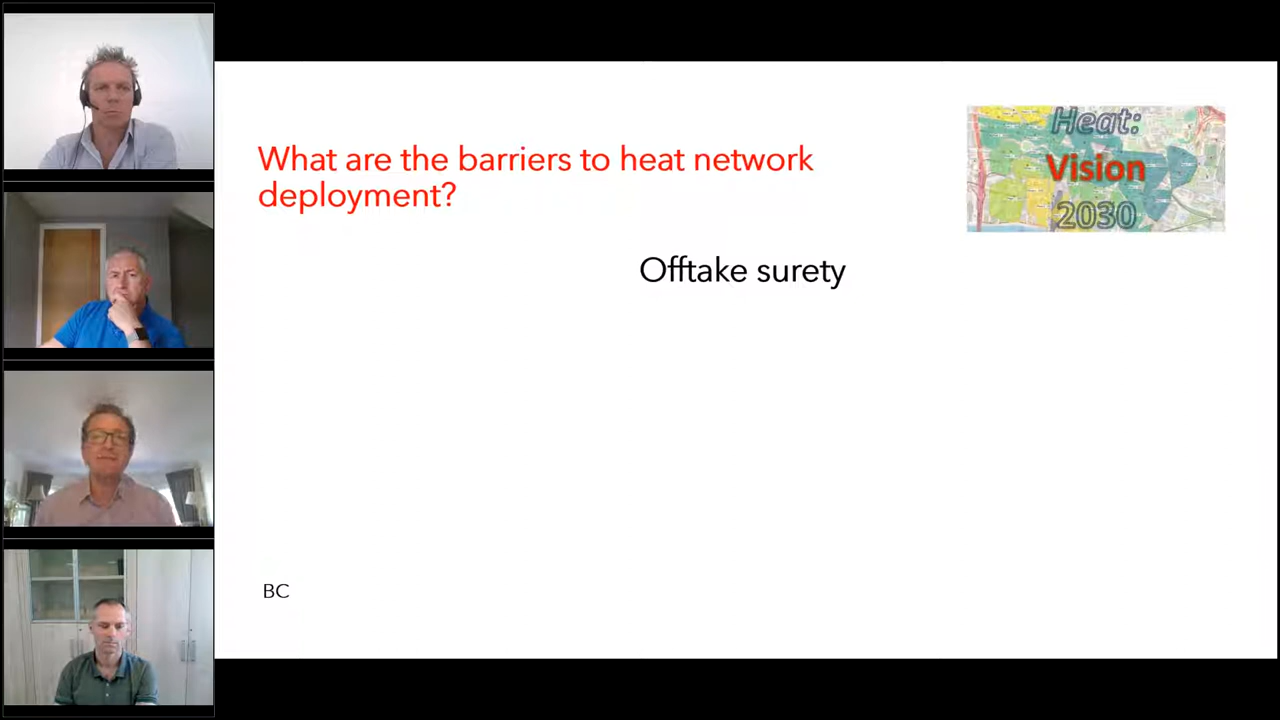 What are the barriers to heat network
deployment?
Heat:
Vision
2030
Offtake surety
BC